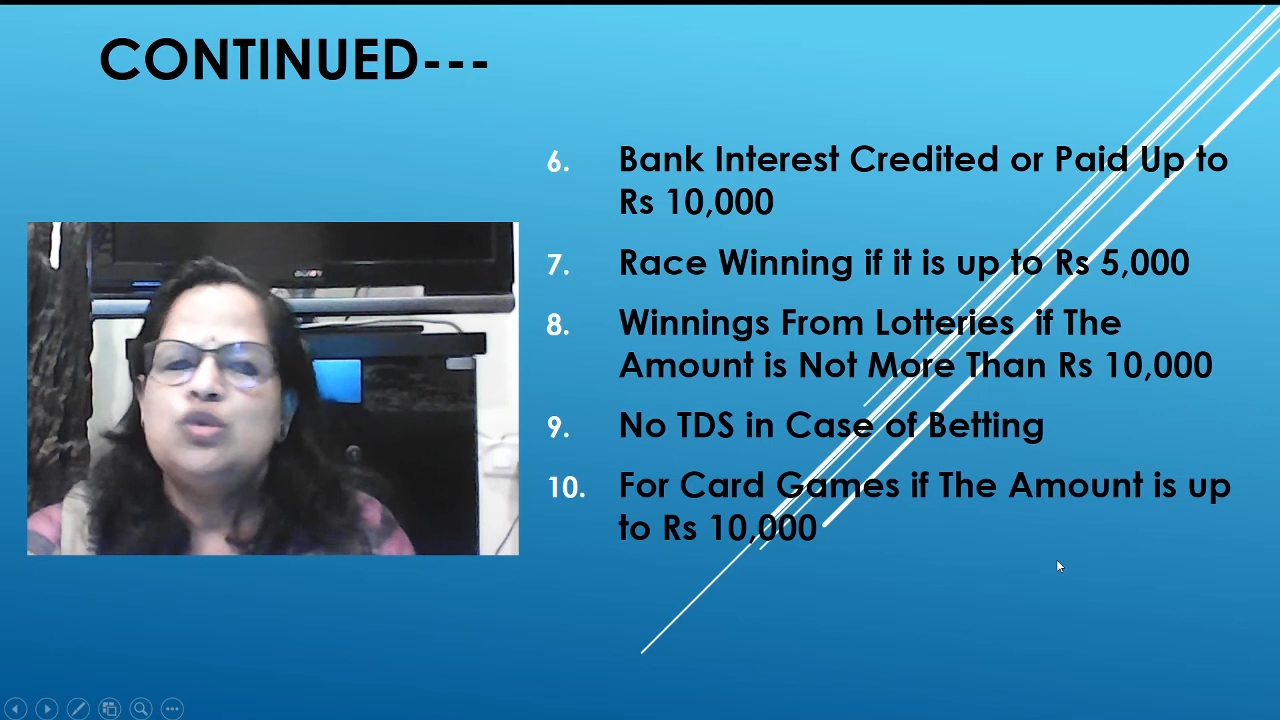 CONTINUED---
6. Bank Interest Credited or Paid Up to
Rs 10,000
7. Race Winning if it is up to Rs 5,000
8. Winnings From Lotteries if The
Amount is Not More Than Rs 10,000
9. No TDS in Case of Betting
10. For Card Games if The Amount is up
to Rs 10,000